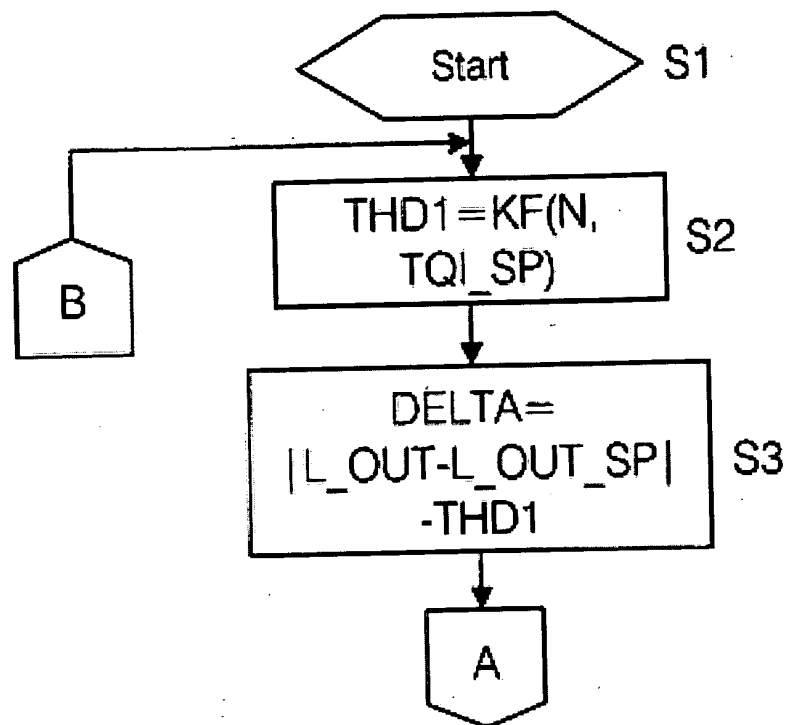 Start
S1
THD1=KF(N,
TQI_SP)
S2
B
DELTA=
|L_OUT-L_OUT_SP|
-THD1
S3
A